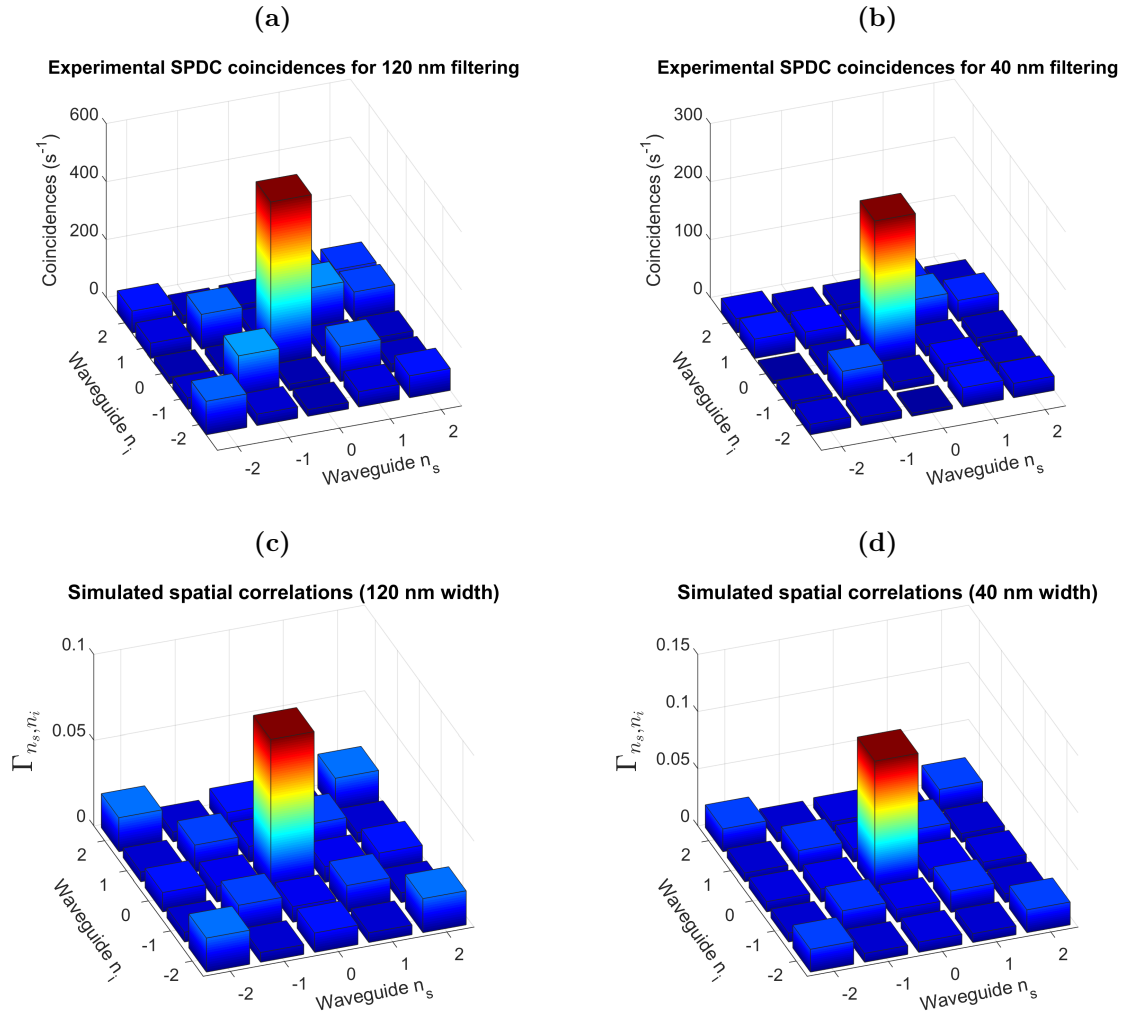 (a)
Experimental SPDC coincidences for 120 nm filtering
600
400
200
0
Coincidences (s⁻¹)
2
1
0
-1
-2
Waveguide nᵢ
-2
-1
0
1
2
Waveguide nₛ
(b)
Experimental SPDC coincidences for 40 nm filtering
300
200
100
0
Coincidences (s⁻¹)
2
1
0
-1
-2
Waveguide nᵢ
-2
-1
0
1
2
Waveguide nₛ
(c)
Simulated spatial correlations (120 nm width)
0.1
0.05
0
Γₙₛ,ₙᵢ
2
1
0
-1
-2
Waveguide nᵢ
-2
-1
0
1
2
Waveguide nₛ
(d)
Simulated spatial correlations (40 nm width)
0.15
0.1
0.05
0
Γₙₛ,ₙᵢ
2
1
0
-1
-2
Waveguide nᵢ
-2
-1
0
1
2
Waveguide nₛ